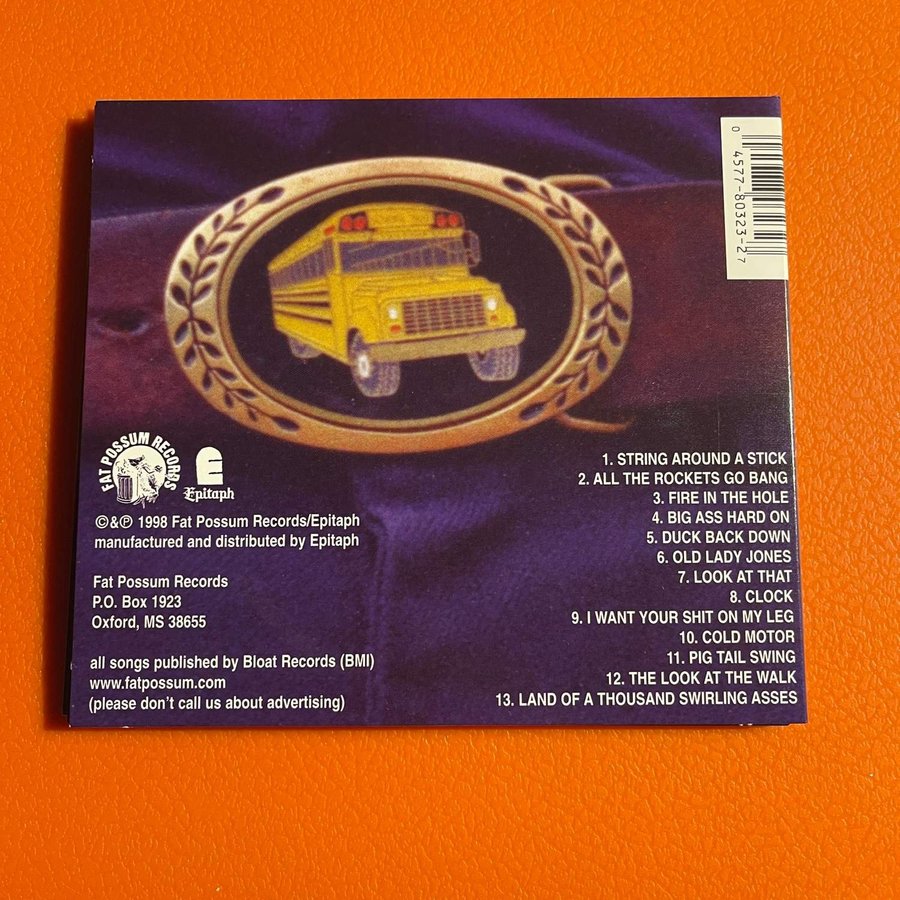 0 4577-80323-2 7
FAT POSSUM RECORDS
E
Epitaph
©&℗ 1998 Fat Possum Records/Epitaph
manufactured and distributed by Epitaph
Fat Possum Records
P.O. Box 1923
Oxford, MS 38655
all songs published by Bloat Records (BMI)
www.fatpossum.com
(please don't call us about advertising)
1. STRING AROUND A STICK
2. ALL THE ROCKETS GO BANG
3. FIRE IN THE HOLE
4. BIG ASS HARD ON
5. DUCK BACK DOWN
6. OLD LADY JONES
7. LOOK AT THAT
8. CLOCK
9. I WANT YOUR SHIT ON MY LEG
10. COLD MOTOR
11. PIG TAIL SWING
12. THE LOOK AT THE WALK
13. LAND OF A THOUSAND SWIRLING ASSES